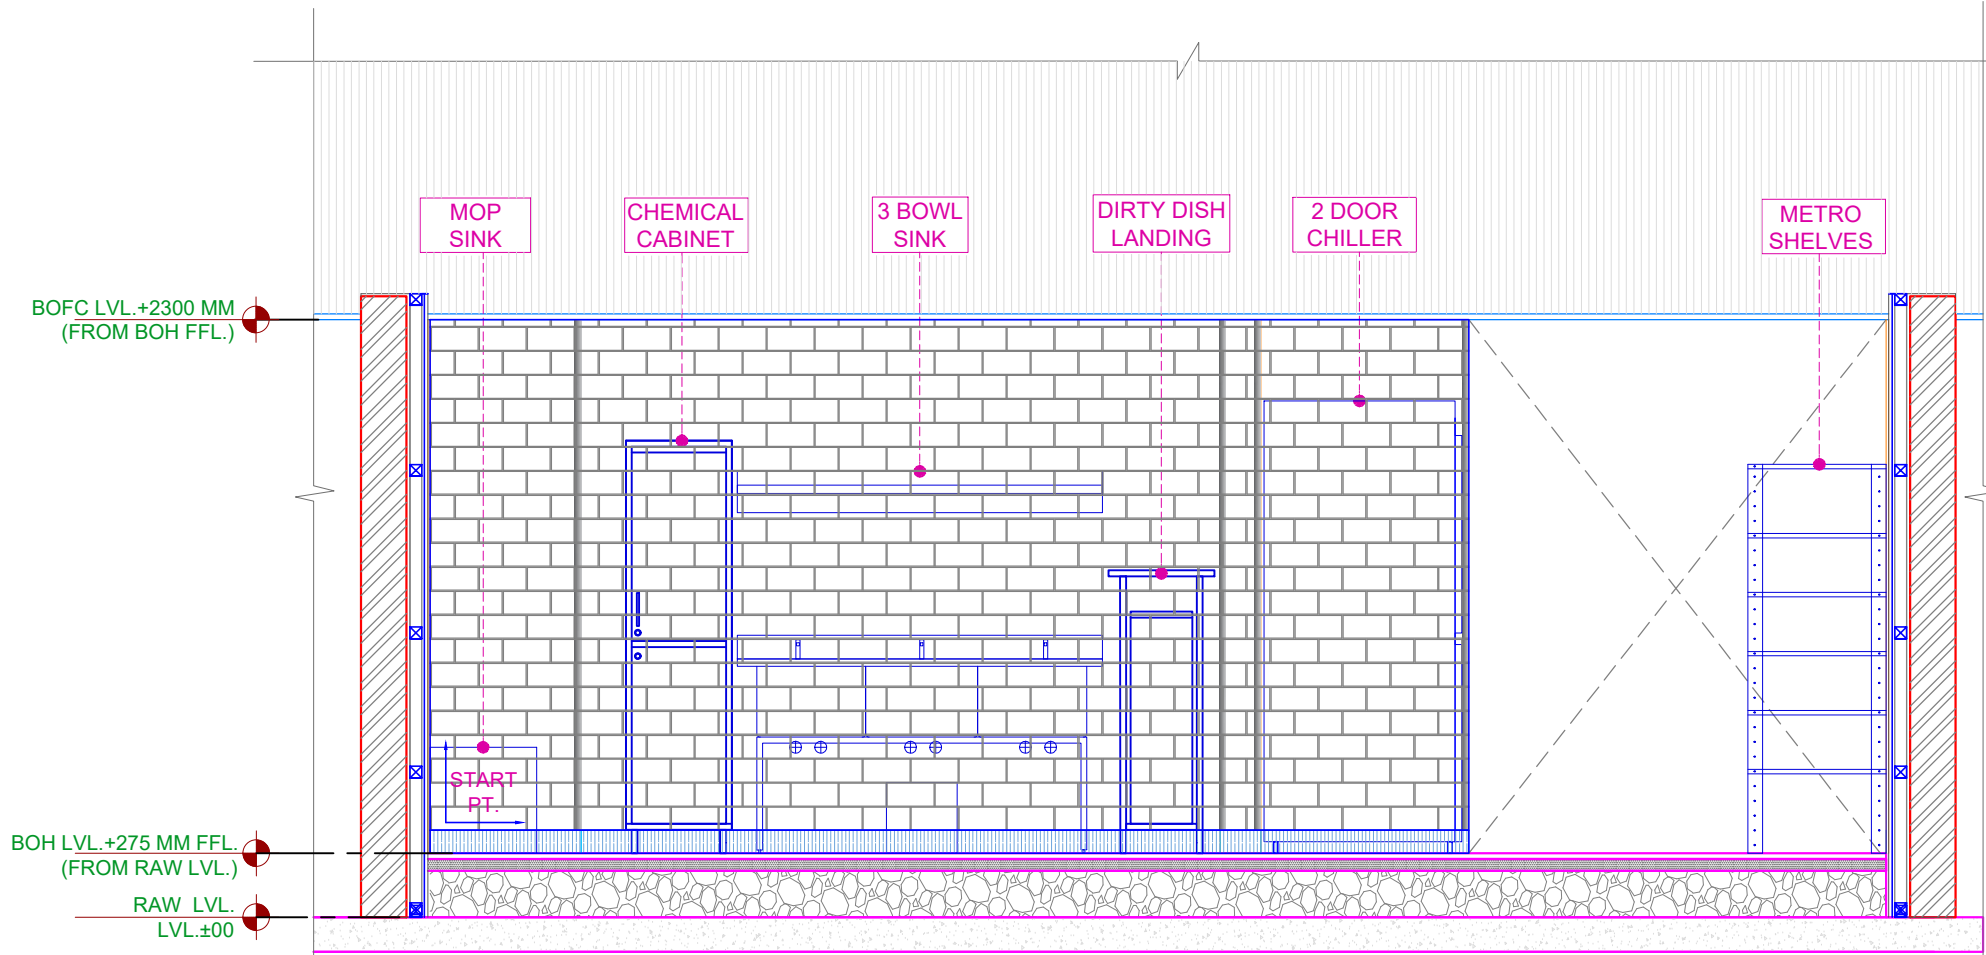 MOP
SINK
CHEMICAL
CABINET
3 BOWL
SINK
DIRTY DISH
LANDING
2 DOOR
CHILLER
METRO
SHELVES
BOFC LVL.+2300 MM
(FROM BOH FFL.)
START
PT.
BOH LVL.+275 MM FFL.
(FROM RAW LVL.)
RAW LVL.
LVL.±00